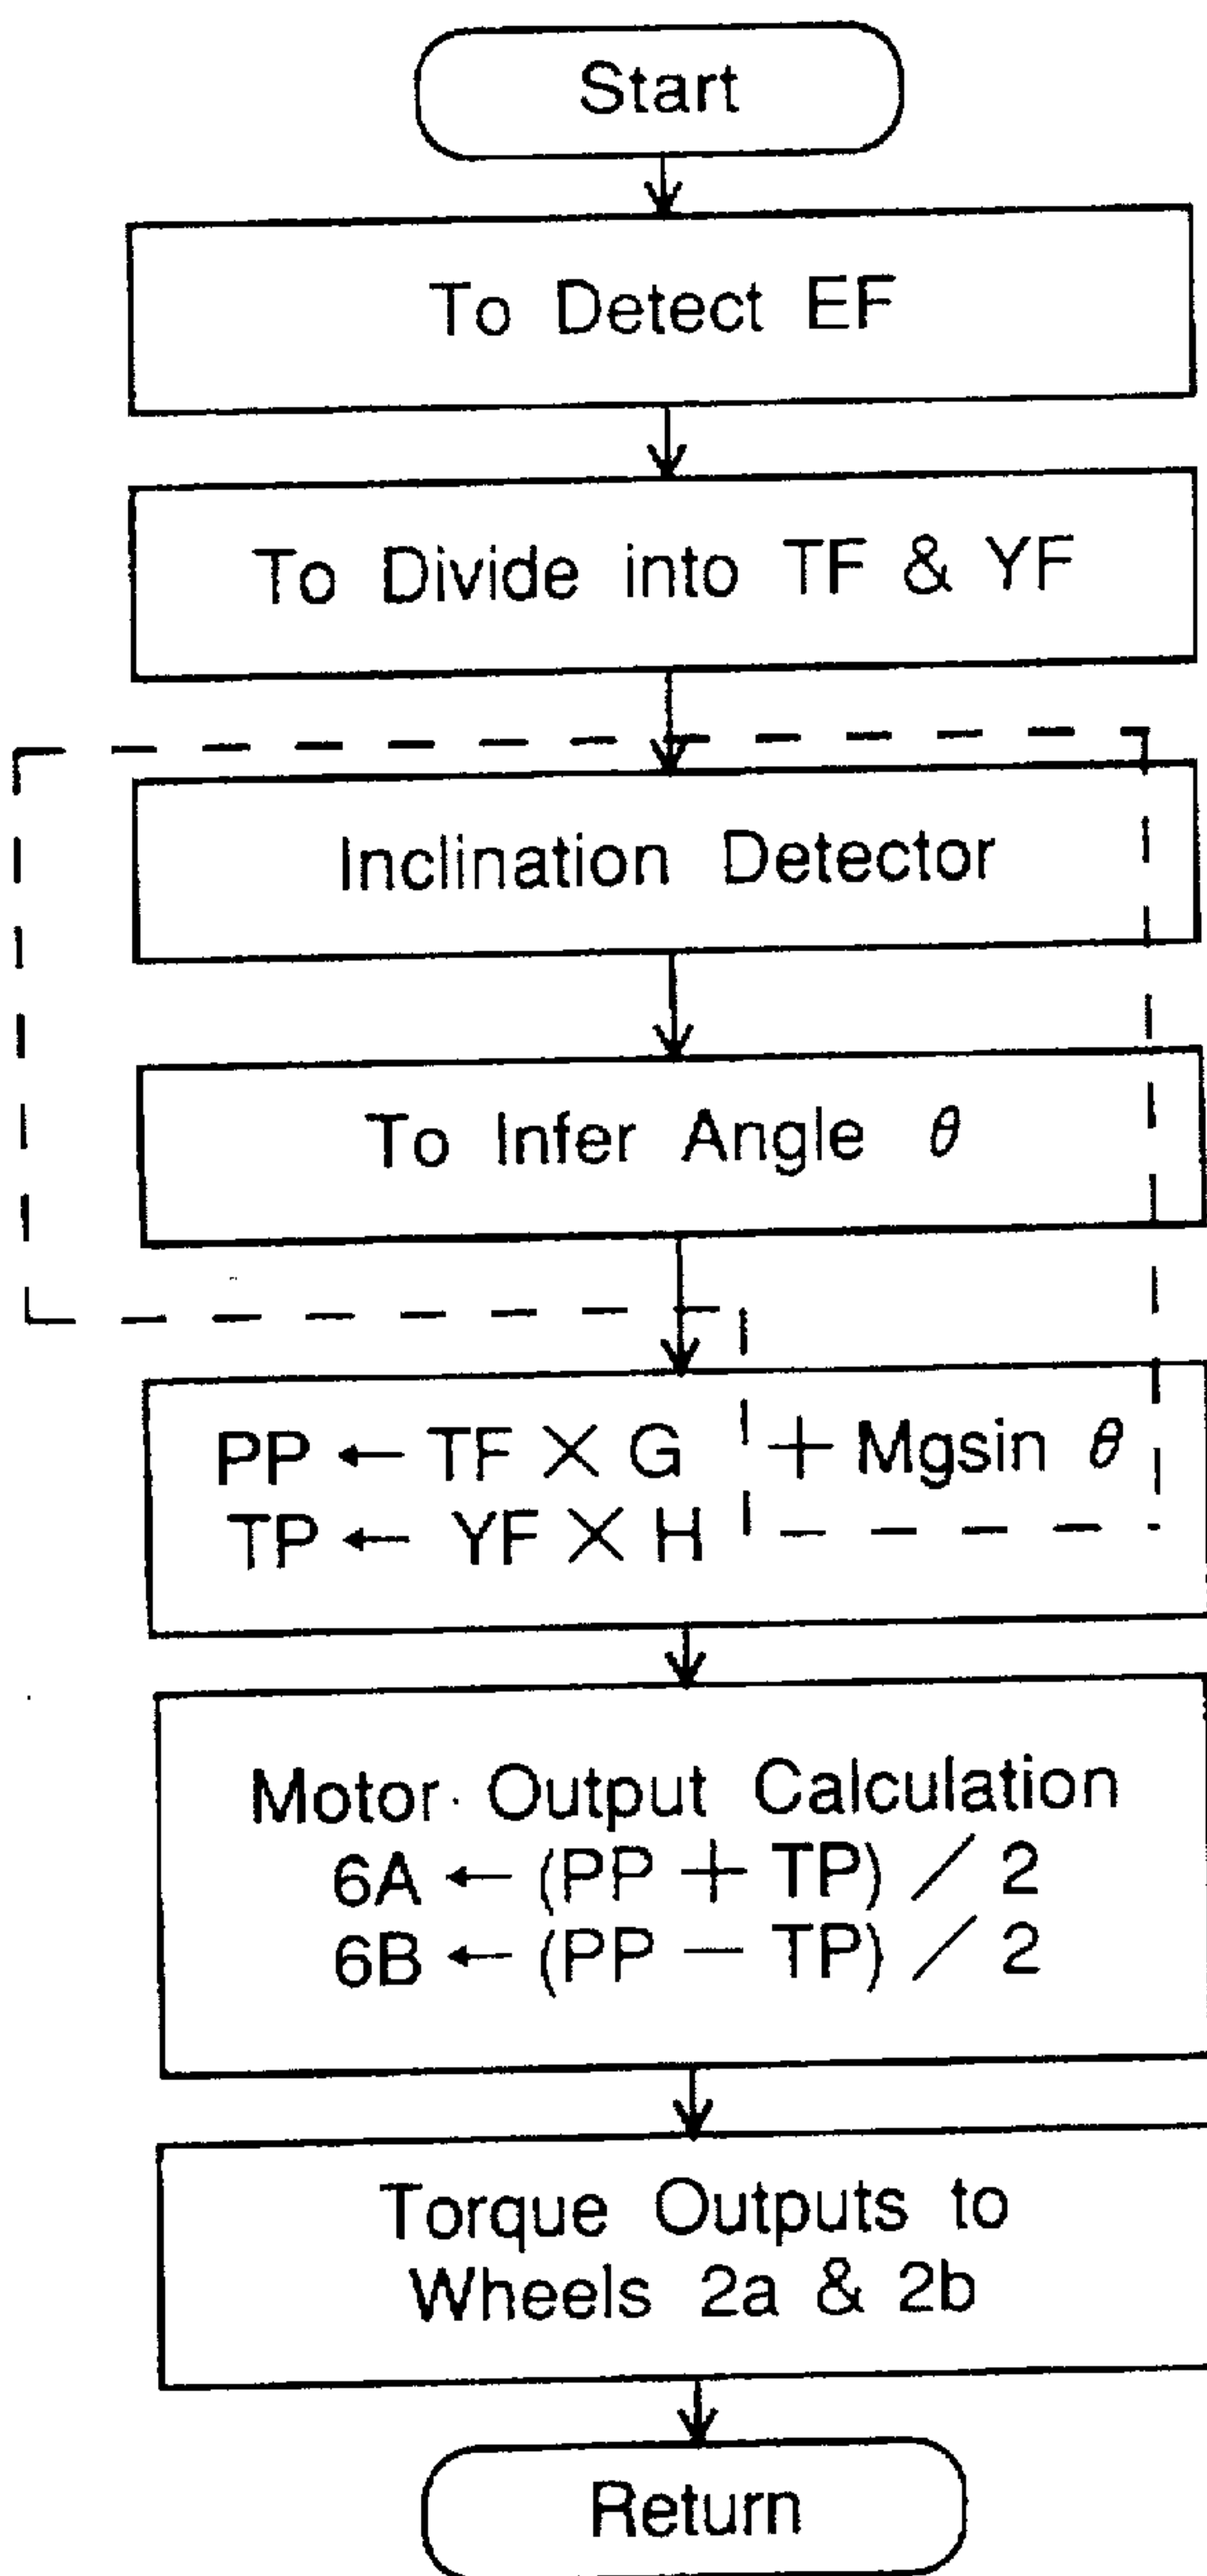 Start
To Detect EF
To Divide into TF & YF
Inclination Detector
To Infer Angle θ
PP ← TF × G + Mgsin θ
TP ← YF × H
Motor Output Calculation
6A ← (PP + TP) / 2
6B ← (PP − TP) / 2
Torque Outputs to
Wheels 2a & 2b
Return